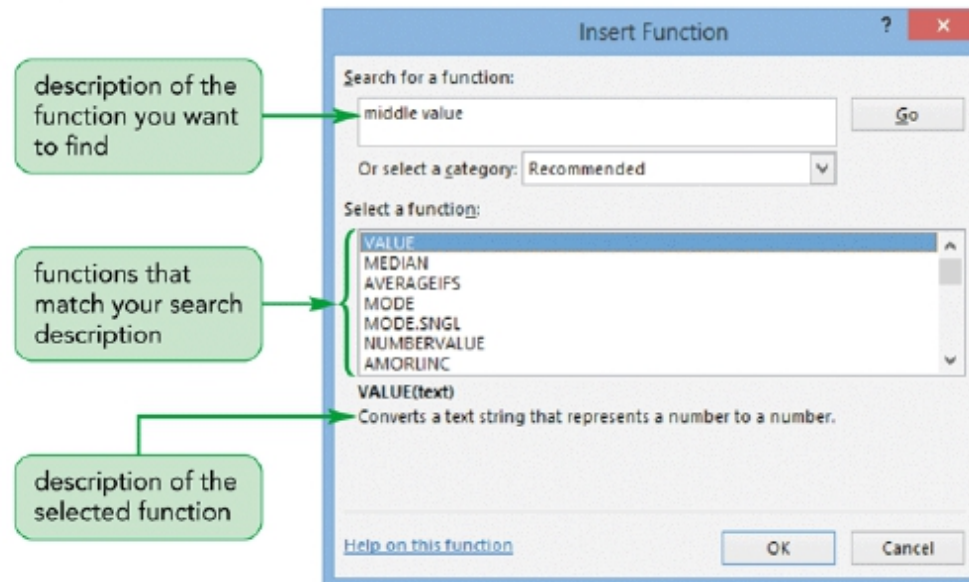 Insert Function
?
×
description of the
function you want
to find
Search for a function:
middle value
Go
Or select a category: Recommended
Select a function:
functions that
match your search
description
VALUE
MEDIAN
AVERAGEIFS
MODE
MODE.SNGL
NUMBERVALUE
AMORLINC
VALUE(text)
Converts a text string that represents a number to a number.
description of the
selected function
Help on this function
OK
Cancel